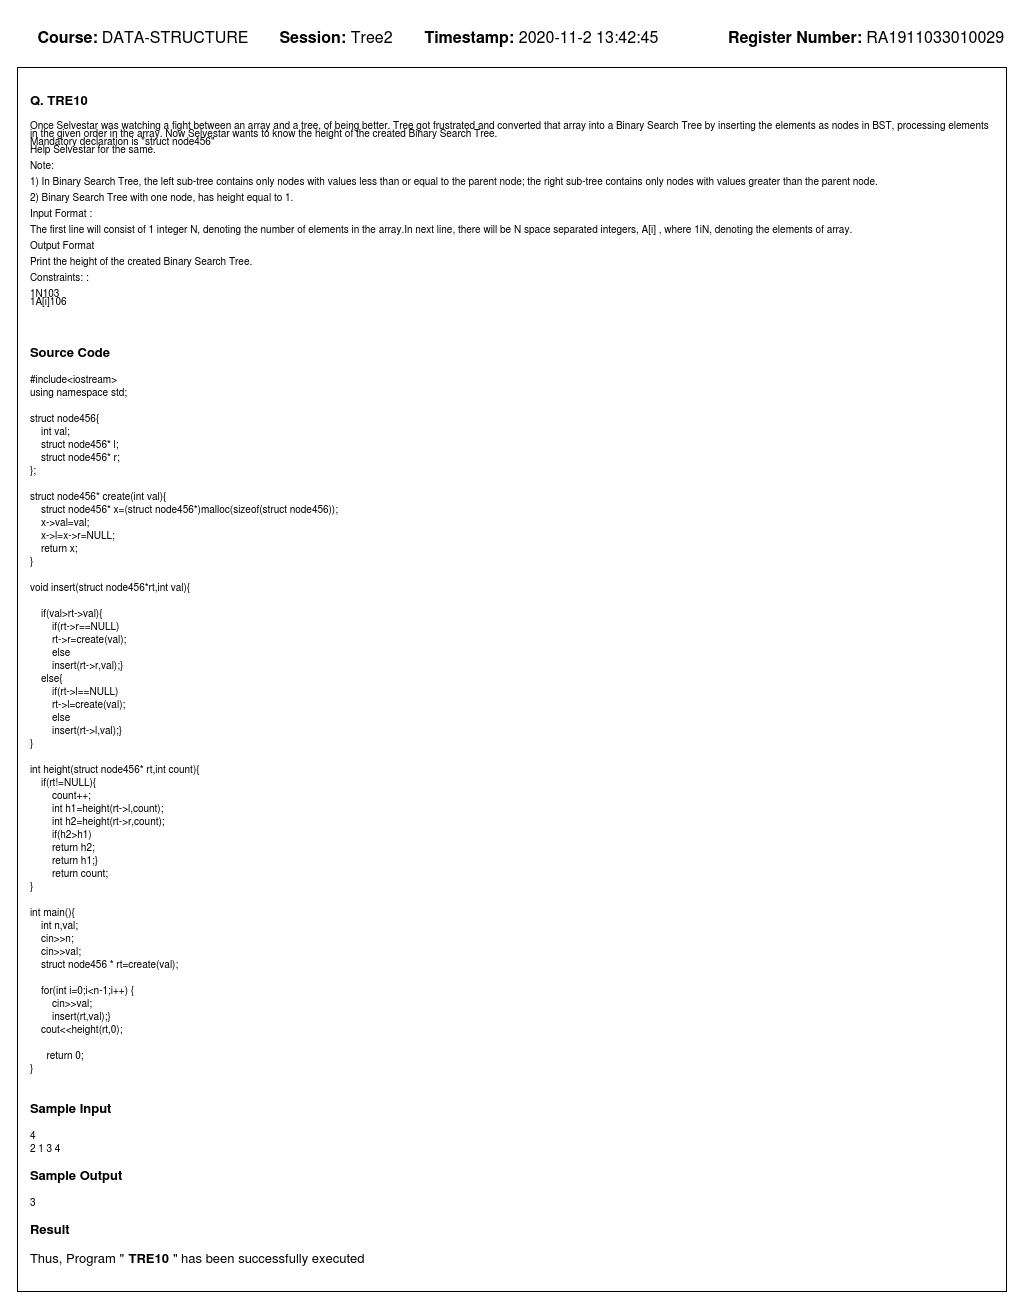 Course: DATA-STRUCTURE Session: Tree2 Timestamp: 2020-11-2 13:42:45 Register Number: RA1911033010029
Q. TRE10
Once Selvestar was watching a fight between an array and a tree, of being better. Tree got frustrated and converted that array into a Binary Search Tree by inserting the elements as nodes in BST, processing elements
in the given order in the array. Now Selvestar wants to know the height of the created Binary Search Tree.
Mandatory declaration is "struct node456"
Help Selvestar for the same.
Note:
1) In Binary Search Tree, the left sub-tree contains only nodes with values less than or equal to the parent node; the right sub-tree contains only nodes with values greater than the parent node.
2) Binary Search Tree with one node, has height equal to 1.
Input Format :
The first line will consist of 1 integer N, denoting the number of elements in the array.In next line, there will be N space separated integers, A[i] , where 1iN, denoting the elements of array.
Output Format
Print the height of the created Binary Search Tree.
Constraints: :
1N103
1A[i]106
Source Code
#include<iostream>
using namespace std;
struct node456{
int val;
struct node456* l;
struct node456* r;
};
struct node456* create(int val){
struct node456* x=(struct node456*)malloc(sizeof(struct node456));
x->val=val;
x->l=x->r=NULL;
return x;
}
void insert(struct node456*rt,int val){
if(val>rt->val){
if(rt->r==NULL)
rt->r=create(val);
else
insert(rt->r,val);}
else{
if(rt->l==NULL)
rt->l=create(val);
else
insert(rt->l,val);}
}
int height(struct node456* rt,int count){
if(rt!=NULL){
count++;
int h1=height(rt->l,count);
int h2=height(rt->r,count);
if(h2>h1)
return h2;
return h1;}
return count;
}
int main(){
int n,val;
cin>>n;
cin>>val;
struct node456 * rt=create(val);
for(int i=0;i<n-1;i++) {
cin>>val;
insert(rt,val);}
cout<<height(rt,0);
return 0;
}
Sample Input
4
2 1 3 4
Sample Output
3
Result
Thus, Program " TRE10 " has been successfully executed